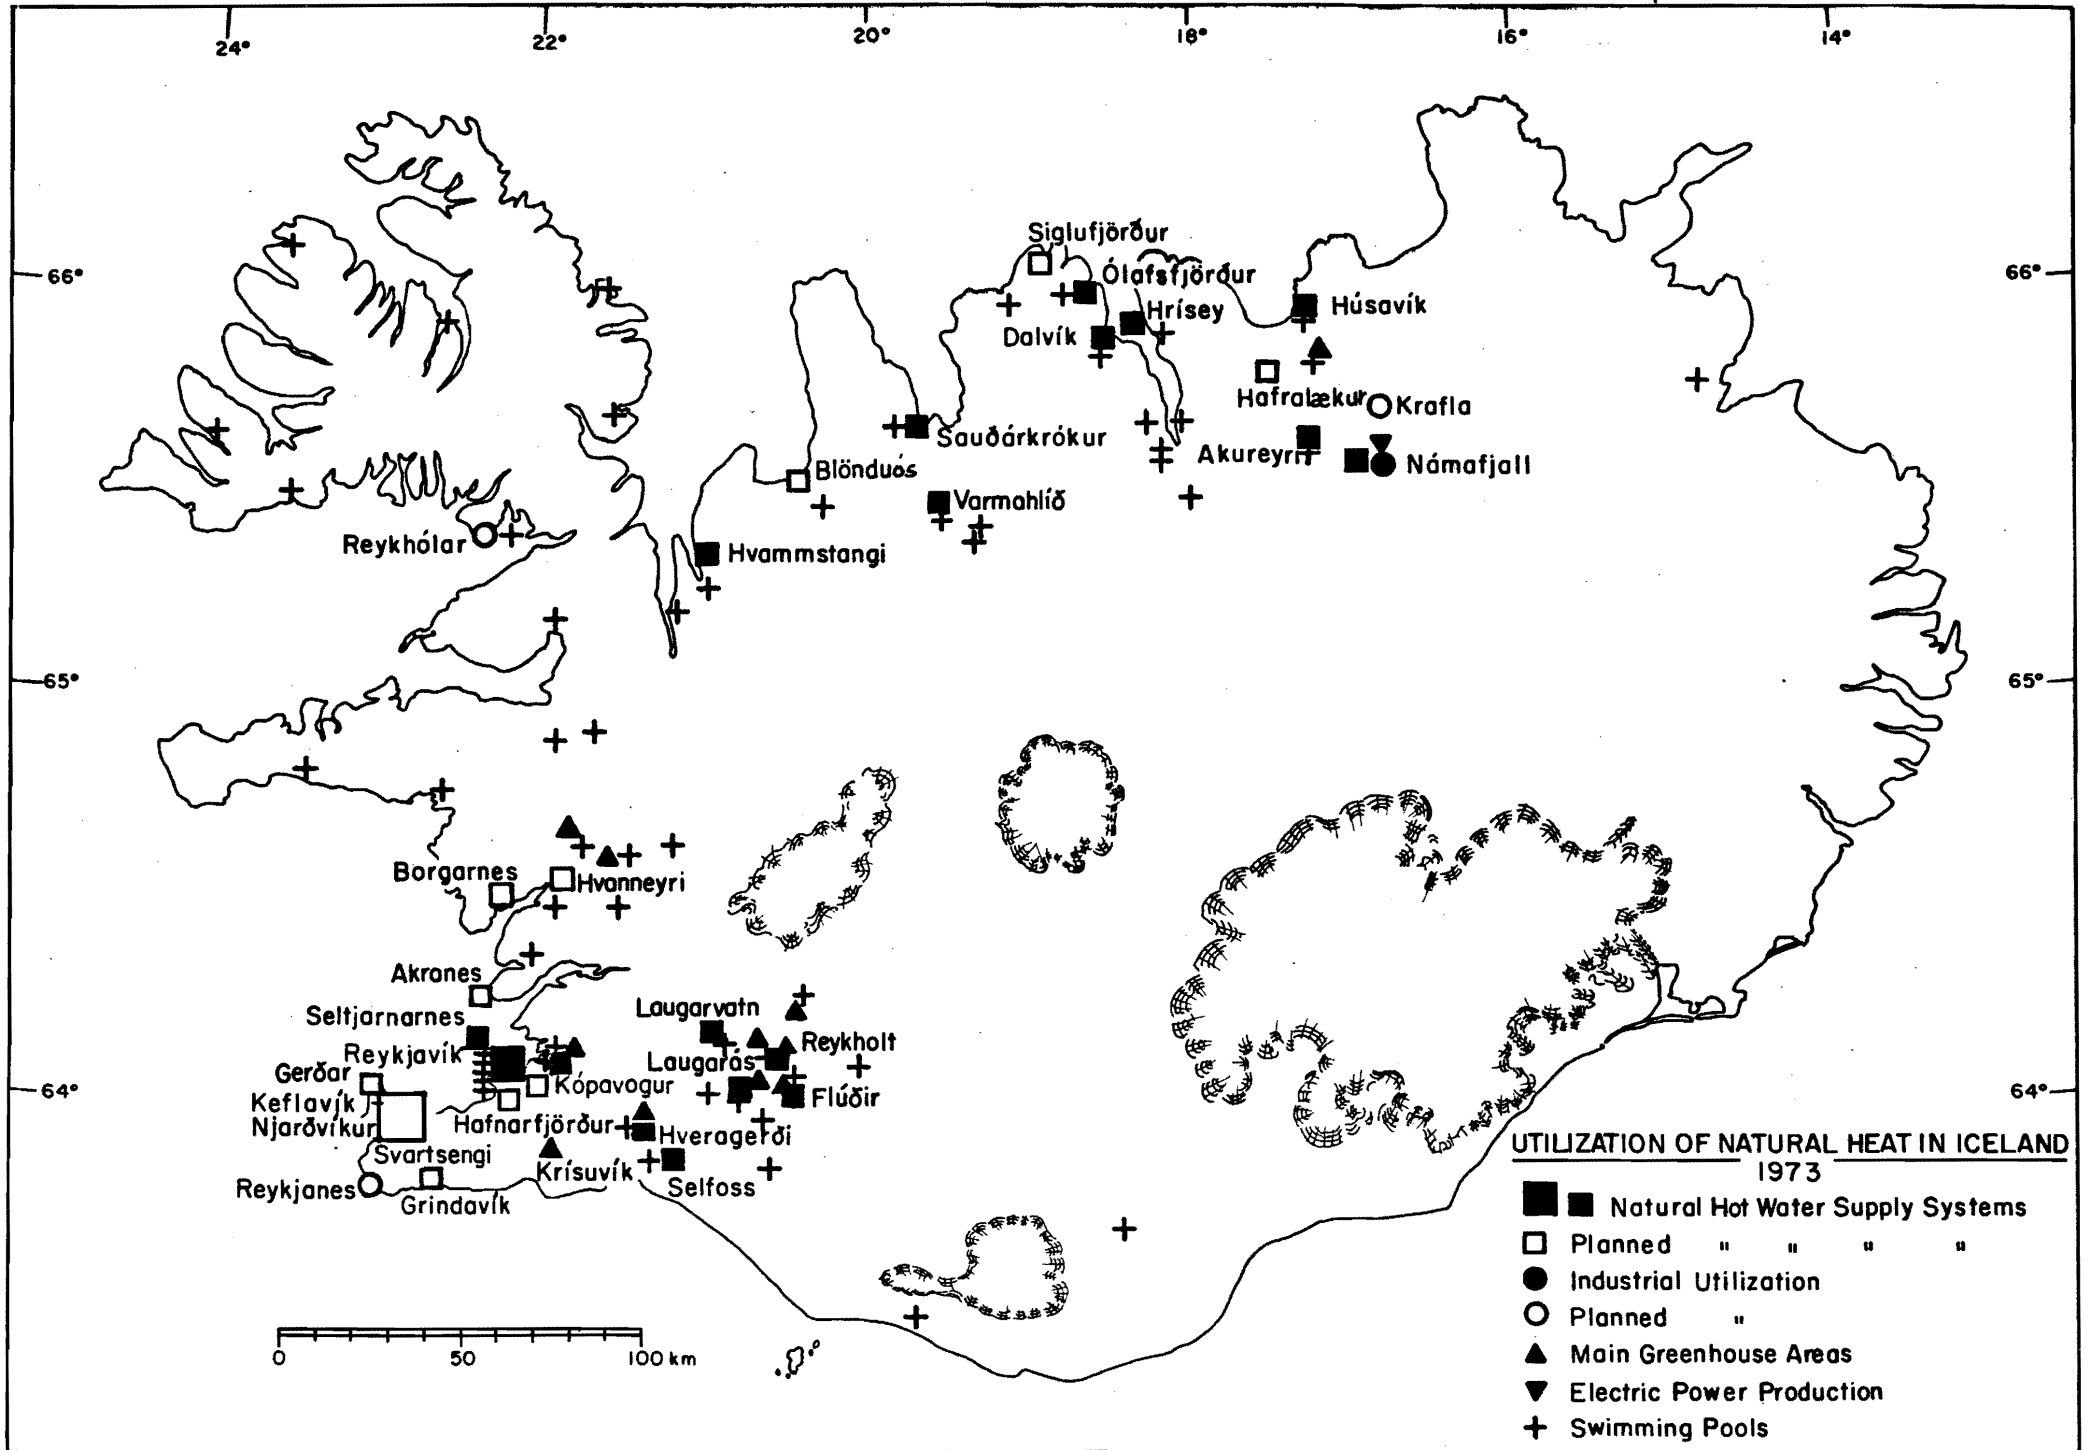 24° 22° 20° 18° 16° 14°
Siglufjörður
66° 66°
Ólafsfjörður
Hrísey
Húsavík
Dalvík
Hafralækur
Krafla
Sauðárkrókur
Akureyri
Námafjall
Blönduós
Varmahlíð
Reykhólar
Hvammstangi
65° 65°
Borgarnes
Hvanneyri
Akranes
Laugarvatn
Seltjarnarnes
Reykjavík
Reykholt
Laugarás
Gerðar
Kópavogur
64° 64°
Flúðir
Keflavík
Njarðvíkur
Hafnarfjörður
Hveragerði
Svartsengi
Krísuvík
Selfoss
Reykjanes
Grindavík
UTILIZATION OF NATURAL HEAT IN ICELAND
1973
Natural Hot Water Supply Systems
Planned " " " "
Industrial Utilization
Planned "
Main Greenhouse Areas
Electric Power Production
Swimming Pools
0 50 100 km